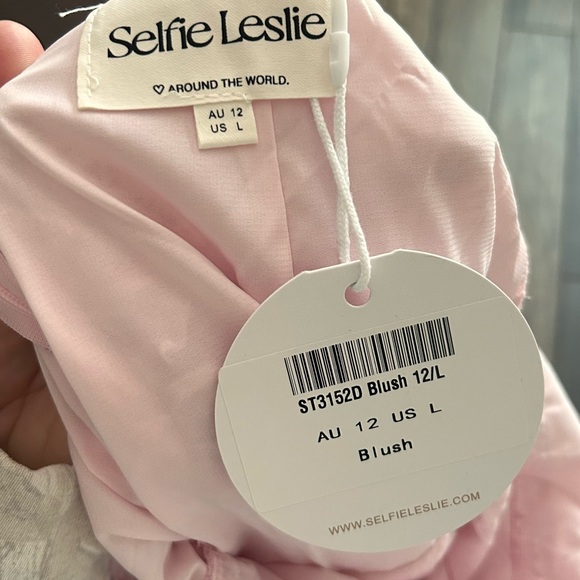 Selfie Leslie
♡ AROUND THE WORLD.
AU 12
US L
ST3152D Blush 12/L
AU 12 US L
Blush
WWW.SELFIELESLIE.COM